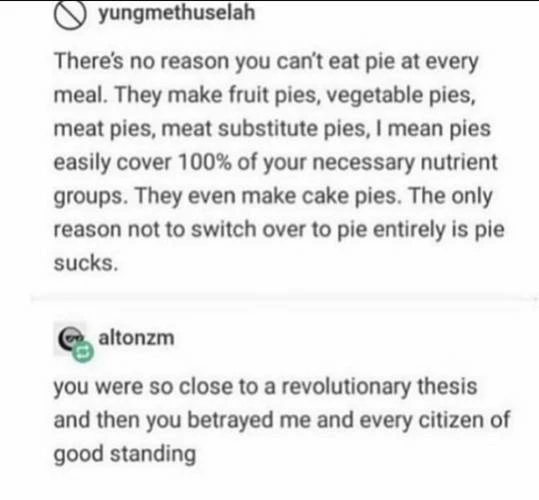 yungmethuselah
There's no reason you can't eat pie at every
meal. They make fruit pies, vegetable pies,
meat pies, meat substitute pies, I mean pies
easily cover 100% of your necessary nutrient
groups. They even make cake pies. The only
reason not to switch over to pie entirely is pie
sucks.
altonzm
you were so close to a revolutionary thesis
and then you betrayed me and every citizen of
good standing